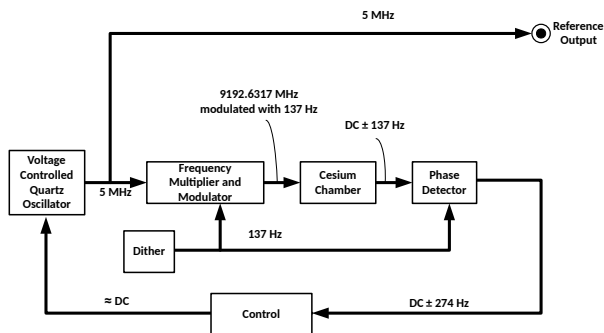 5 MHz
Reference
Output
9192.6317 MHz
modulated with 137 Hz
DC ± 137 Hz
Voltage
Controlled
Quartz
Oscillator
5 MHz
Frequency
Multiplier and
Modulator
Cesium
Chamber
Phase
Detector
Dither
137 Hz
≈ DC
Control
DC ± 274 Hz